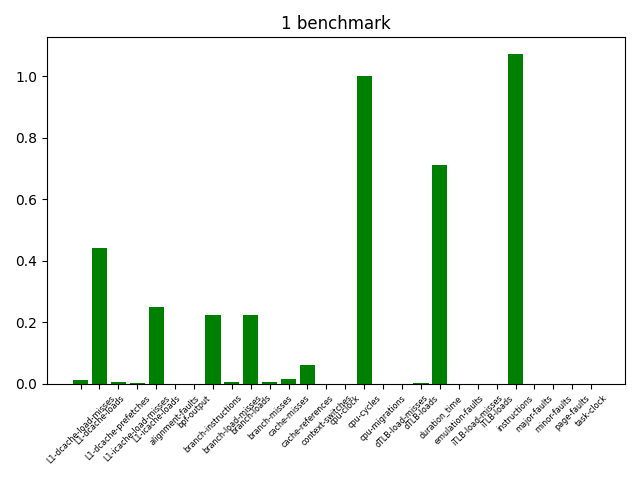 1 benchmark
1.0
0.8
0.6
0.4
0.2
0.0
L1-dcache-load-misses
L1-dcache-loads
L1-dcache-prefetches
L1-icache-load-misses
L1-icache-loads
alignment-faults
bpf-output
branch-instructions
branch-load-misses
branch-loads
branch-misses
cache-misses
cache-references
context-switches
cpu-clock
cpu-cycles
cpu-migrations
dTLB-load-misses
dTLB-loads
duration_time
emulation-faults
iTLB-load-misses
iTLB-loads
instructions
major-faults
minor-faults
page-faults
task-clock